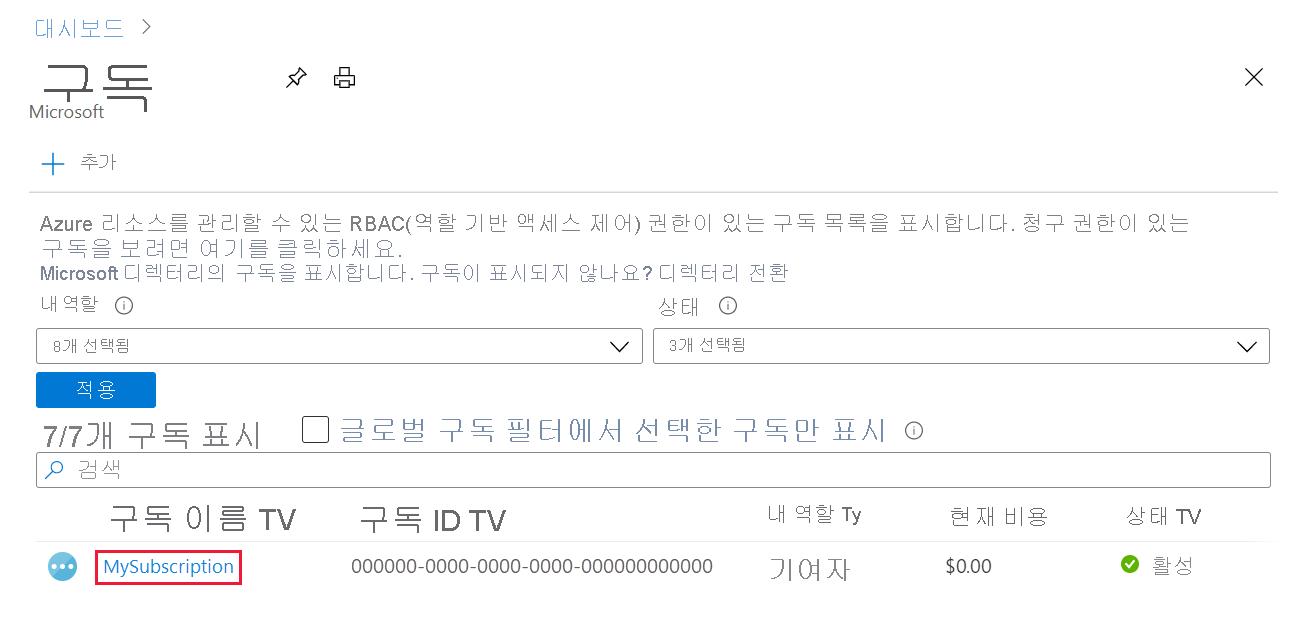 대시보드 >
구독
Microsoft
추가
Azure 리소스를 관리할 수 있는 RBAC(역할 기반 액세스 제어) 권한이 있는 구독 목록을 표시합니다. 청구 권한이 있는
구독을 보려면 여기를 클릭하세요.
Microsoft 디렉터리의 구독을 표시합니다. 구독이 표시되지 않나요? 디렉터리 전환
내 역할 상태
8개 선택됨 3개 선택됨
적용
7/7개 구독 표시 글로벌 구독 필터에서 선택한 구독만 표시
검색
구독 이름 TV 구독 ID TV 내 역할 Ty 현재 비용 상태 TV
MySubscription 000000-0000-0000-0000-000000000000 기여자 $0.00 활성